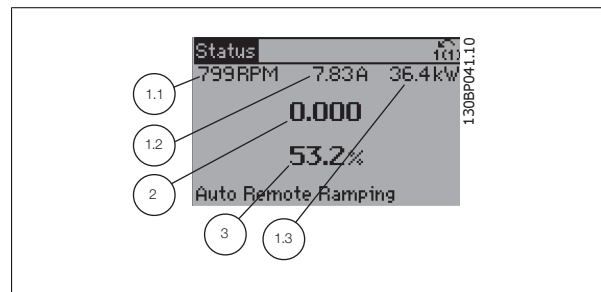 Status 1(1)
799RPM 7.83A 36.4kW
0.000
53.2%
Auto Remote Ramping
1.1
1.2
2
3
1.3
130BP041.10